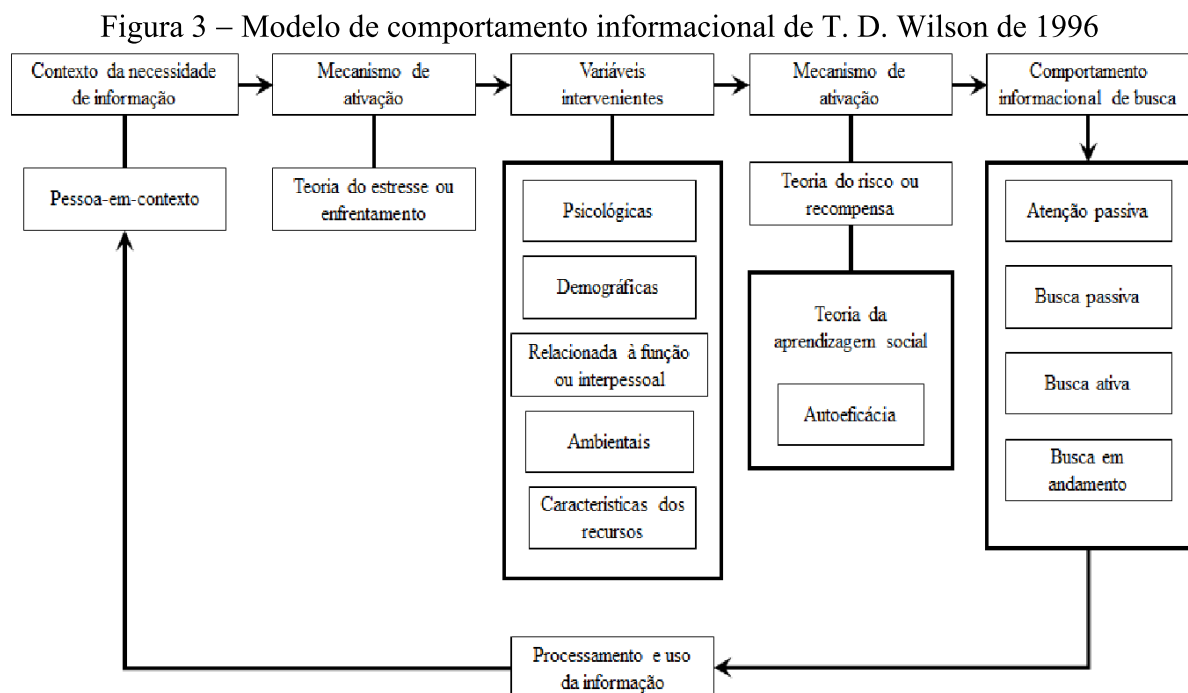 Figura 3 – Modelo de comportamento informacional de T. D. Wilson de 1996
Contexto da necessidade
de informação
Mecanismo de
ativação
Variáveis
intervenientes
Mecanismo de
ativação
Comportamento
informacional de busca
Pessoa-em-contexto
Teoria do estresse ou
enfrentamento
Psicológicas
Demográficas
Relacionada à função
ou interpessoal
Ambientais
Características dos
recursos
Teoria do risco ou
recompensa
Teoria da
aprendizagem social
Autoeficácia
Atenção passiva
Busca passiva
Busca ativa
Busca em
andamento
Processamento e uso
da informação